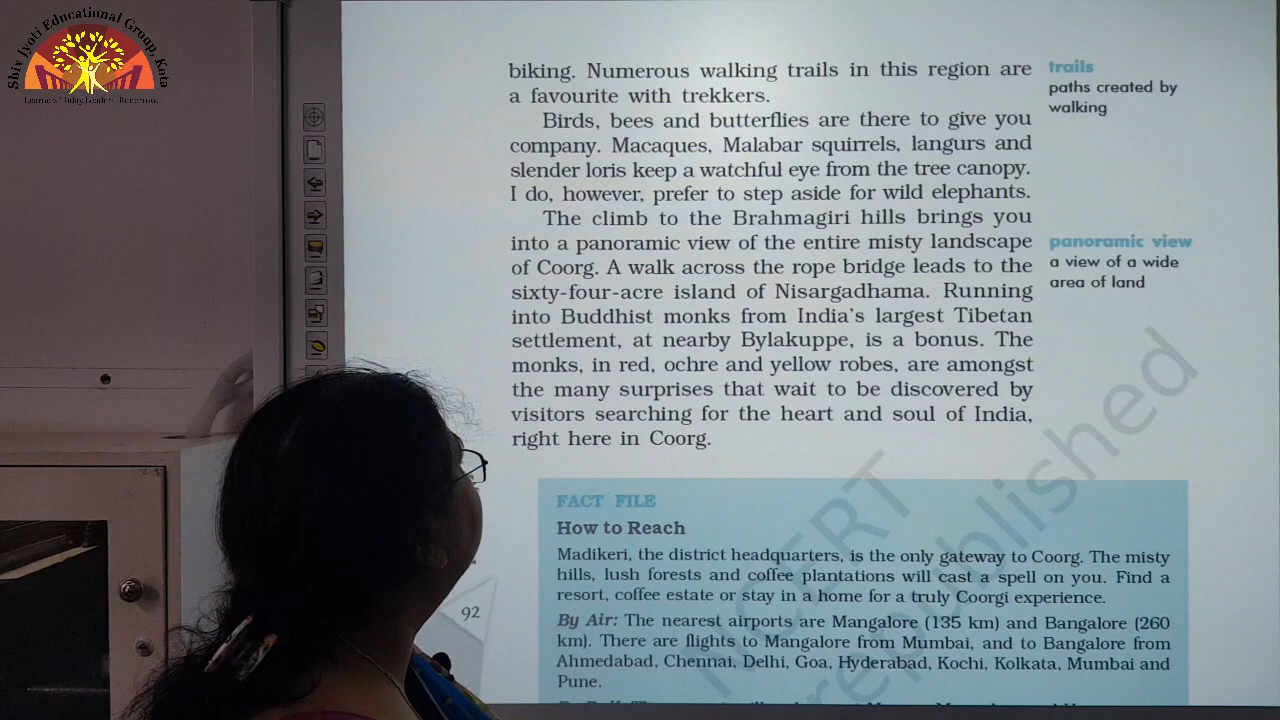 Shiv Jyoti Educational Group, Kota
biking. Numerous walking trails in this region are
a favourite with trekkers.
Birds, bees and butterflies are there to give you
company. Macaques, Malabar squirrels, langurs and
slender loris keep a watchful eye from the tree canopy.
I do, however, prefer to step aside for wild elephants.
The climb to the Brahmagiri hills brings you
into a panoramic view of the entire misty landscape
of Coorg. A walk across the rope bridge leads to the
sixty-four-acre island of Nisargadhama. Running
into Buddhist monks from India's largest Tibetan
settlement, at nearby Bylakuppe, is a bonus. The
monks, in red, ochre and yellow robes, are amongst
the many surprises that wait to be discovered by
visitors searching for the heart and soul of India,
right here in Coorg.
trails
paths created by
walking
panoramic view
a view of a wide
area of land
FACT FILE
How to Reach
Madikeri, the district headquarters, is the only gateway to Coorg. The misty
hills, lush forests and coffee plantations will cast a spell on you. Find a
resort, coffee estate or stay in a home for a truly Coorgi experience.
By Air: The nearest airports are Mangalore (135 km) and Bangalore (260
km). There are flights to Mangalore from Mumbai, and to Bangalore from
Ahmedabad, Chennai, Delhi, Goa, Hyderabad, Kochi, Kolkata, Mumbai and
Pune.
92
NCERT
republished